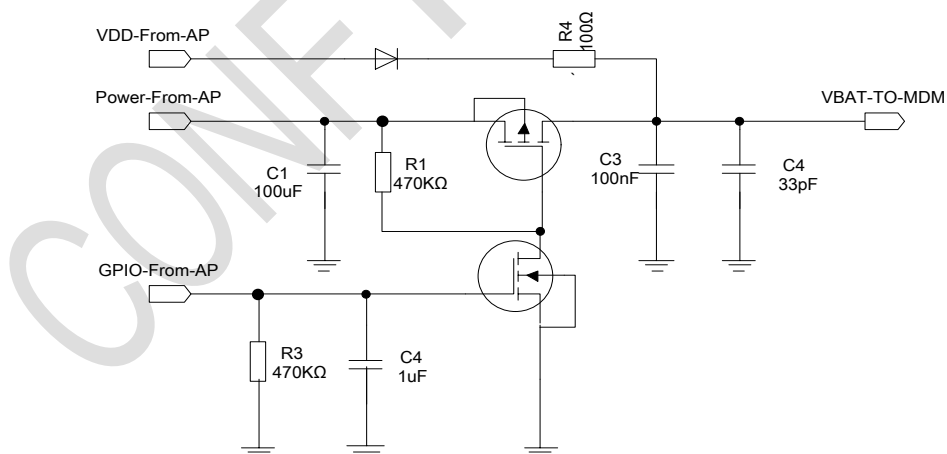 VDD-From-AP
R4
100Ω
Power-From-AP
VBAT-TO-MDM
C1
100uF
R1
470KΩ
C3
100nF
C4
33pF
GPIO-From-AP
R3
470KΩ
C4
1uF